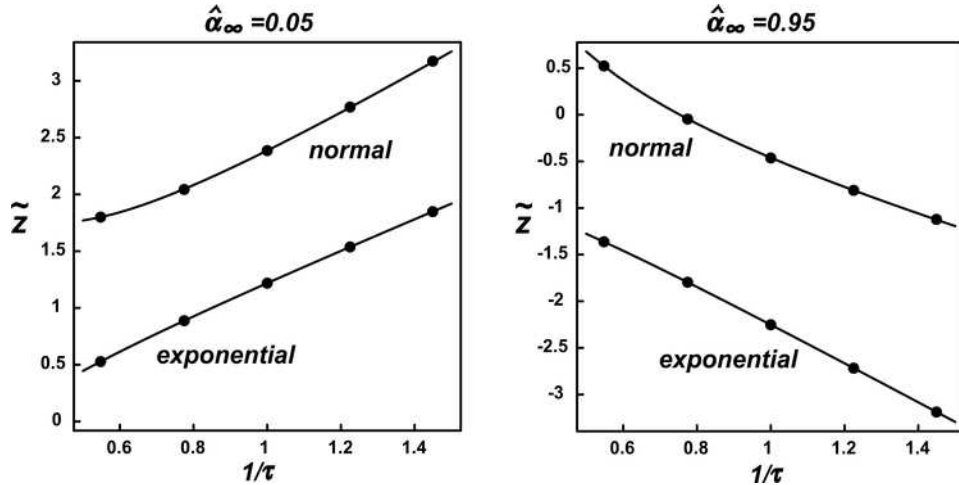 α̂∞ =0.05
3
2.5
2
1.5
1
0.5
0
z̃
normal
exponential
0.6 0.8 1 1.2 1.4
1/τ
α̂∞ =0.95
0.5
0
-0.5
-1
-1.5
-2
-2.5
-3
z̃
normal
exponential
0.6 0.8 1 1.2 1.4
1/τ